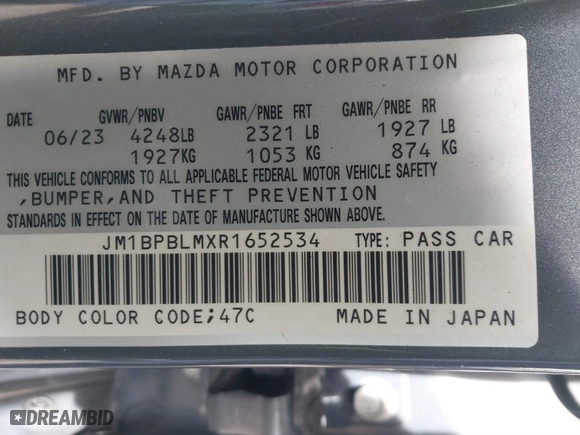 MFD. BY MAZDA MOTOR CORPORATION
DATE GVWR/PNBV GAWR/PNBE FRT GAWR/PNBE RR
06/23 4248LB 2321 LB 1927 LB
1927KG 1053 KG 874 KG
THIS VEHICLE CONFORMS TO ALL APPLICABLE FEDERAL MOTOR VEHICLE SAFETY
,BUMPER,AND THEFT PREVENTION
STANDARDS IN EFFECT ON THE DATE OF MANUFACTURE SHOWN ABOVE.
JM1BPBLMXR1652534 TYPE: PASS CAR
BODY COLOR CODE;47C MADE IN JAPAN
DREAMBID